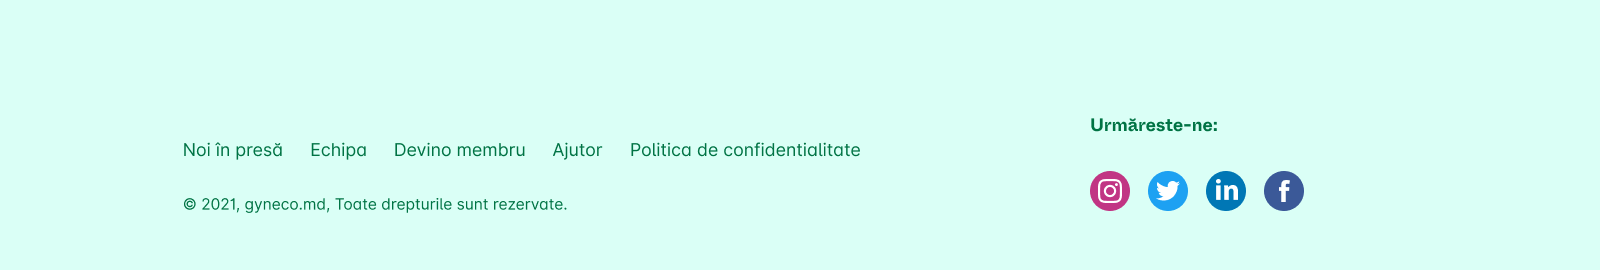 Noi în presă Echipa Devino membru Ajutor Politica de confidentialitate
© 2021, gyneco.md, Toate drepturile sunt rezervate.
Urmăreste-ne: